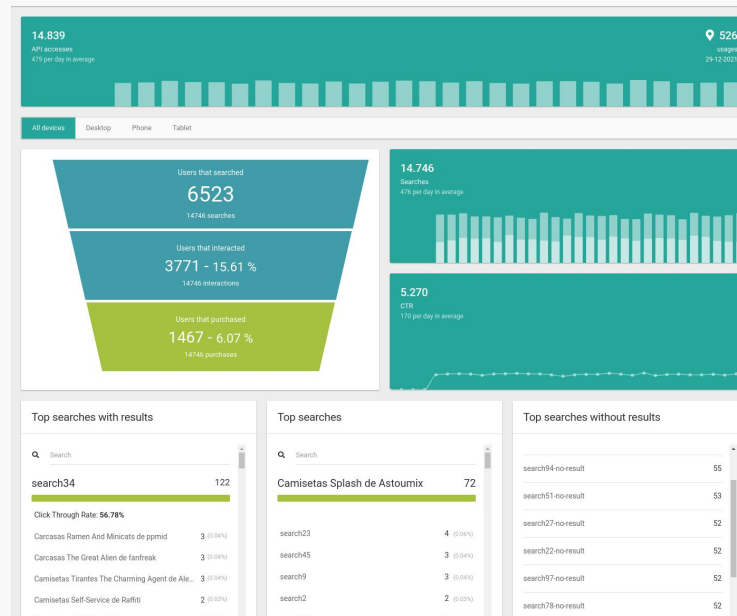 14.839
API accesses
479 per day in average
526
usages
29-12-2021
All devices Desktop Phone Tablet
Users that searched
6523
14746 searches
Users that interacted
3771 - 15.61 %
14746 interactions
Users that purchased
1467 - 6.07 %
14746 purchases
14.746
Searches
476 per day in average
5.270
CTR
170 per day in average
Top searches with results
Search
search34 122
Click Through Rate: 56.78%
Carcasas Ramen And Minicats de ppmid 3 (0.04%)
Carcasas The Great Alien de fanfreak 3 (0.04%)
Camisetas Tirantes The Charming Agent de Ale... 3 (0.04%)
Camisetas Self-Service de Raffiti 2 (0.03%)
Top searches
Search
Camisetas Splash de Astoumix 72
search23 4 (0.06%)
search45 3 (0.04%)
search9 3 (0.04%)
search2 2 (0.03%)
Top searches without results
search94-no-result 55
search51-no-result 53
search27-no-result 52
search22-no-result 52
search97-no-result 52
search78-no-result 52